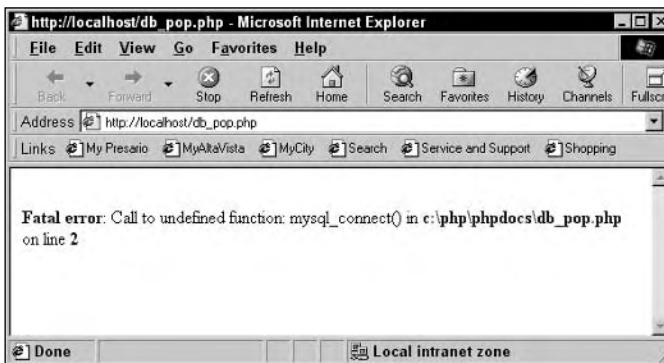 http://localhost/db_pop.php - Microsoft Internet Explorer
File Edit View Go Favorites Help
Back Forward Stop Refresh Home Search Favorites History Channels Fullscr
Address http://localhost/db_pop.php
Links My Presario MyAltaVista MyCity Search Service and Support Shopping
Fatal error: Call to undefined function: mysql_connect() in c:\php\phpdocs\db_pop.php
on line 2
Done Local intranet zone